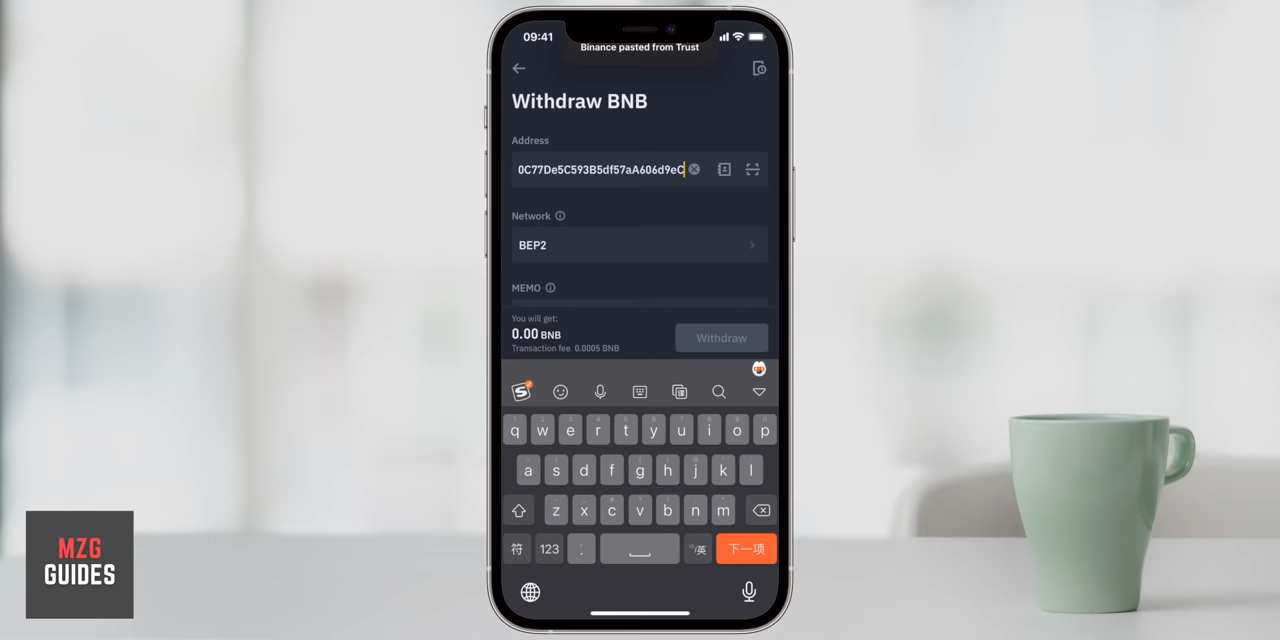 09:41
Binance pasted from Trust
Withdraw BNB
Address
0C77De5C593B5df57aA606d9eC
Network
BEP2
MEMO
You will get:
0.00 BNB
Withdraw
Transaction fee 0.0005 BNB
q w e r t y u i o p
a s d f g h j k l
z x c v b n m
符 123 . 中/英 下一项
MZG
GUIDES